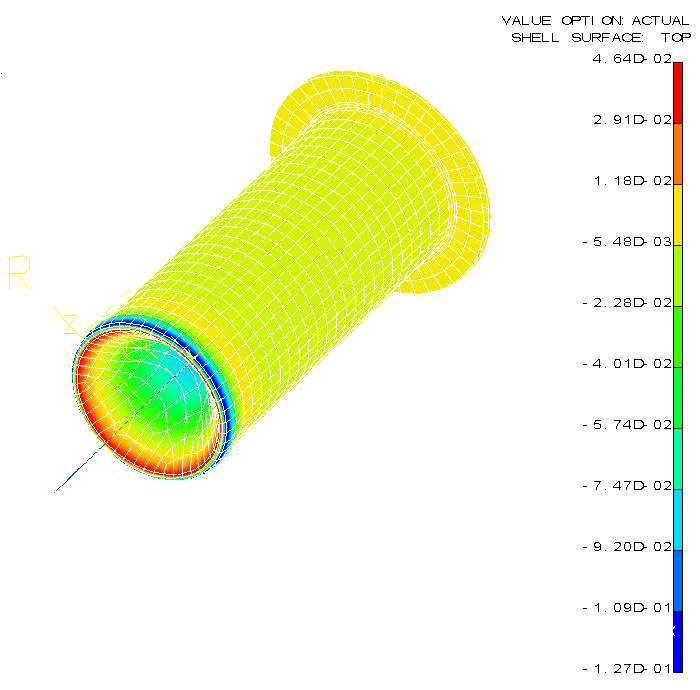 VALUE OPTION: ACTUAL
SHELL SURFACE: TOP
4.64D-02
2.91D-02
1.18D-02
-5.48D-03
-2.28D-02
-4.01D-02
-5.74D-02
-7.47D-02
-9.20D-02
-1.09D-01
-1.27D-01
R
Z